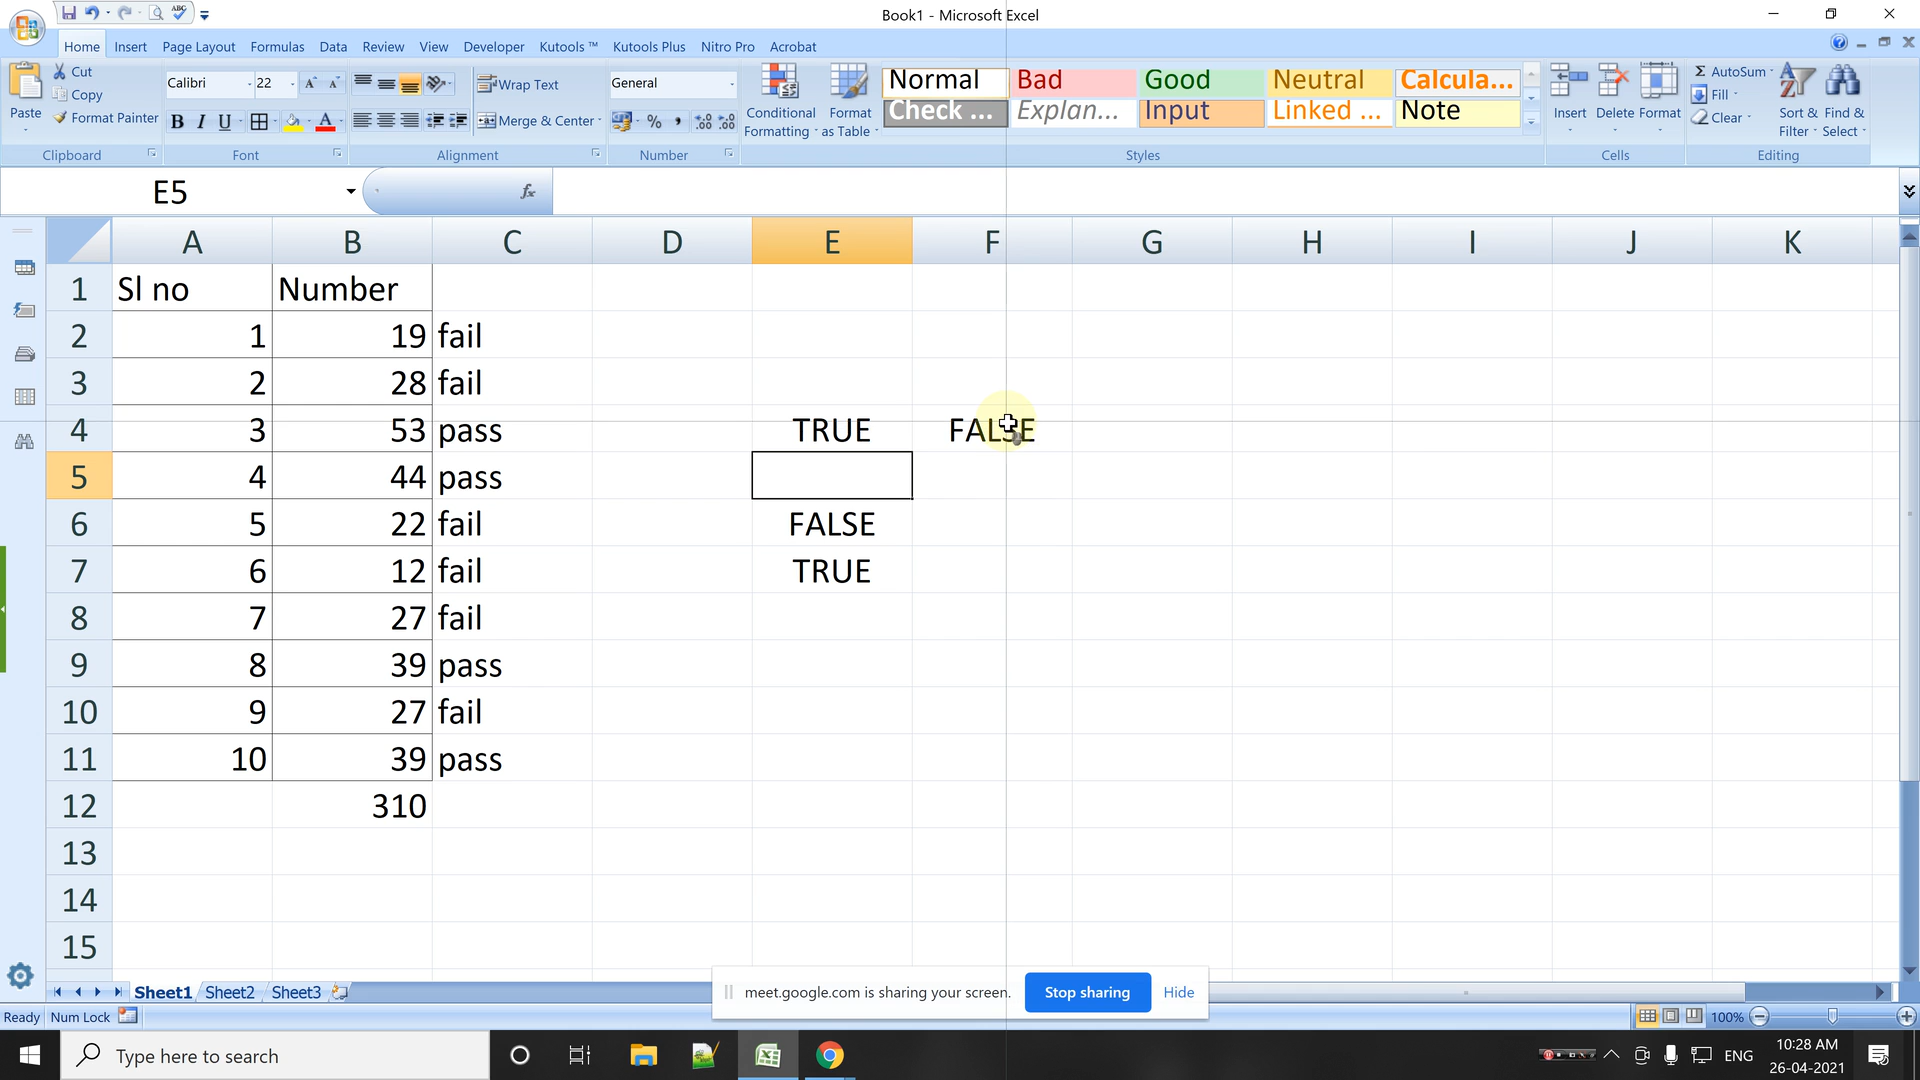 Book1 - Microsoft Excel
Home Insert Page Layout Formulas Data Review View Developer Kutools ™ Kutools Plus Nitro Pro Acrobat
Paste
Cut
Copy
Format Painter
Clipboard
Calibri 22
B I U
Font
Wrap Text
Merge & Center
Alignment
General
Number
Conditional Formatting
Format as Table
Normal Bad Good Neutral Calcula...
Check ... Explan... Input Linked ... Note
Styles
Insert Delete Format
Cells
Σ AutoSum
Fill
Clear
Sort & Filter
Find & Select
Editing
E5 fx
A B C D E F G H I J K
1 Sl no Number
2 1 19 fail
3 2 28 fail
4 3 53 pass TRUE FALSE
5 4 44 pass
6 5 22 fail FALSE
7 6 12 fail TRUE
8 7 27 fail
9 8 39 pass
10 9 27 fail
11 10 39 pass
12 310
13
14
15
Sheet1 Sheet2 Sheet3
meet.google.com is sharing your screen. Stop sharing Hide
Ready Num Lock 100%
Type here to search
ENG
10:28 AM
26-04-2021